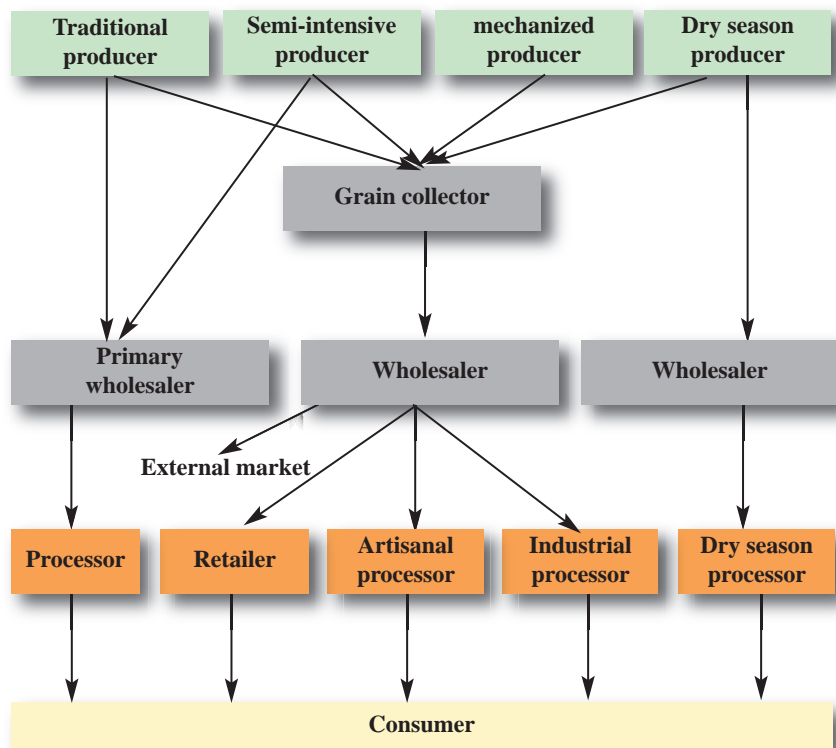 Traditional
producer
Semi-intensive
producer
mechanized
producer
Dry season
producer
Grain collector
Primary
wholesaler
Wholesaler
Wholesaler
External market
Processor
Retailer
Artisanal
processor
Industrial
processor
Dry season
processor
Consumer